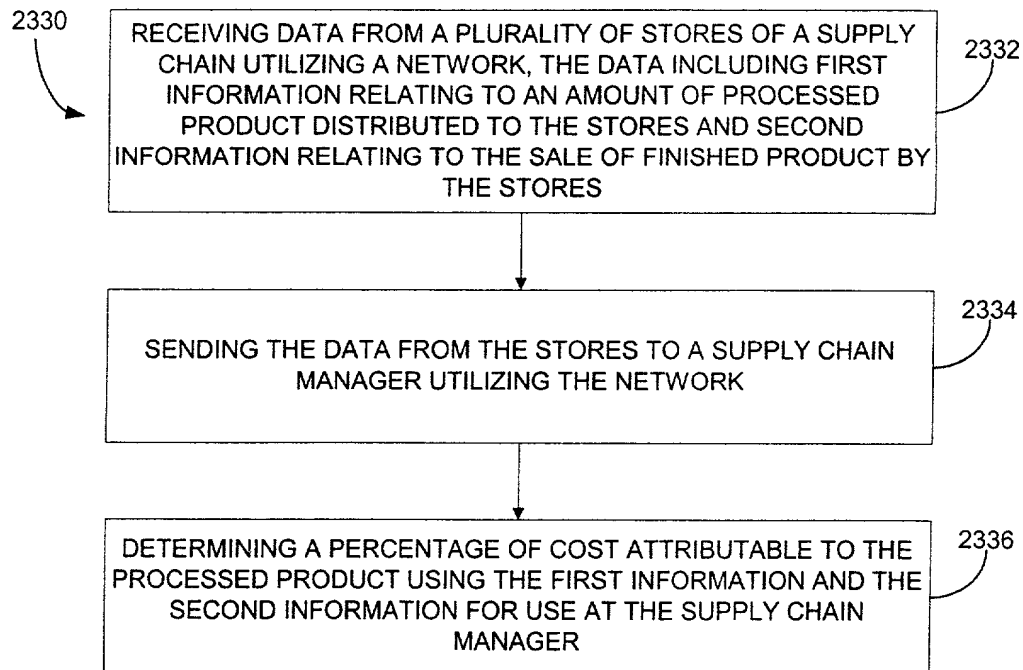 2330
RECEIVING DATA FROM A PLURALITY OF STORES OF A SUPPLY
CHAIN UTILIZING A NETWORK, THE DATA INCLUDING FIRST
INFORMATION RELATING TO AN AMOUNT OF PROCESSED
PRODUCT DISTRIBUTED TO THE STORES AND SECOND
INFORMATION RELATING TO THE SALE OF FINISHED PRODUCT BY
THE STORES
2332
SENDING THE DATA FROM THE STORES TO A SUPPLY CHAIN
MANAGER UTILIZING THE NETWORK
2334
DETERMINING A PERCENTAGE OF COST ATTRIBUTABLE TO THE
PROCESSED PRODUCT USING THE FIRST INFORMATION AND THE
SECOND INFORMATION FOR USE AT THE SUPPLY CHAIN
MANAGER
2336